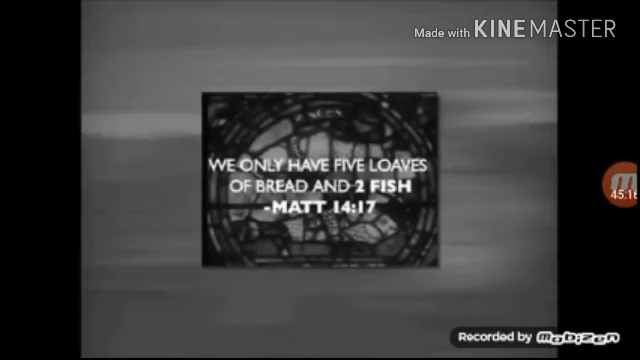 Made with KINEMASTER
WE ONLY HAVE FIVE LOAVES
OF BREAD AND 2 FISH
-MATT 14:17
45:16
Recorded by Mobizen